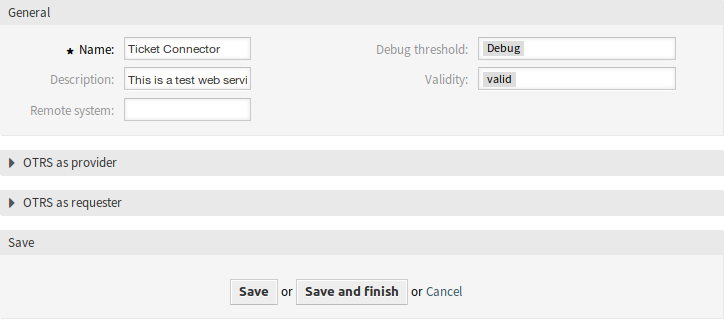 General
* Name: Ticket Connector
Debug threshold: Debug
Description: This is a test web servi
Validity: valid
Remote system:
OTRS as provider
OTRS as requester
Save
Save or Save and finish or Cancel